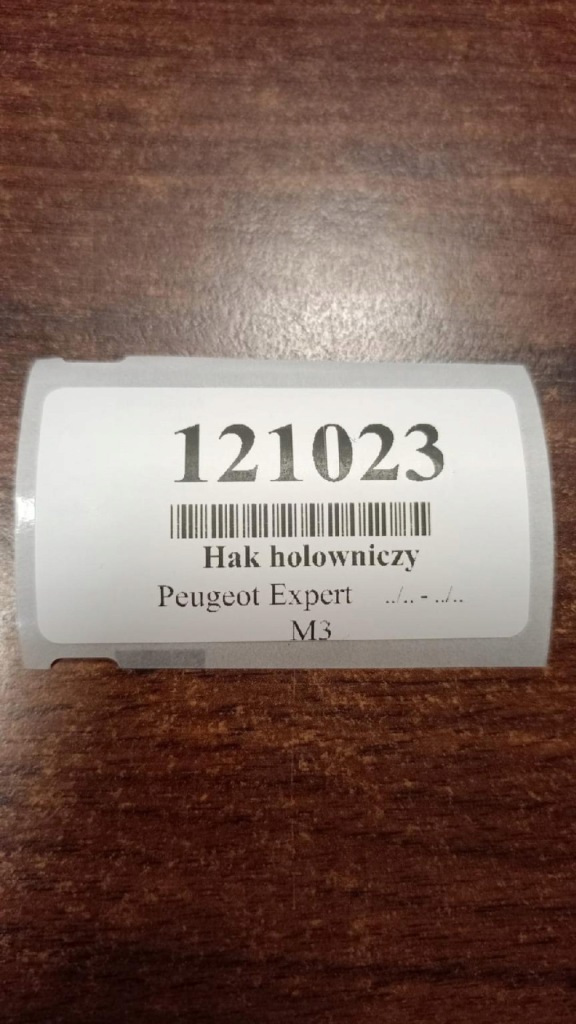 121023
Hak holowniczy
Peugeot Expert ../.. - ../..
M3